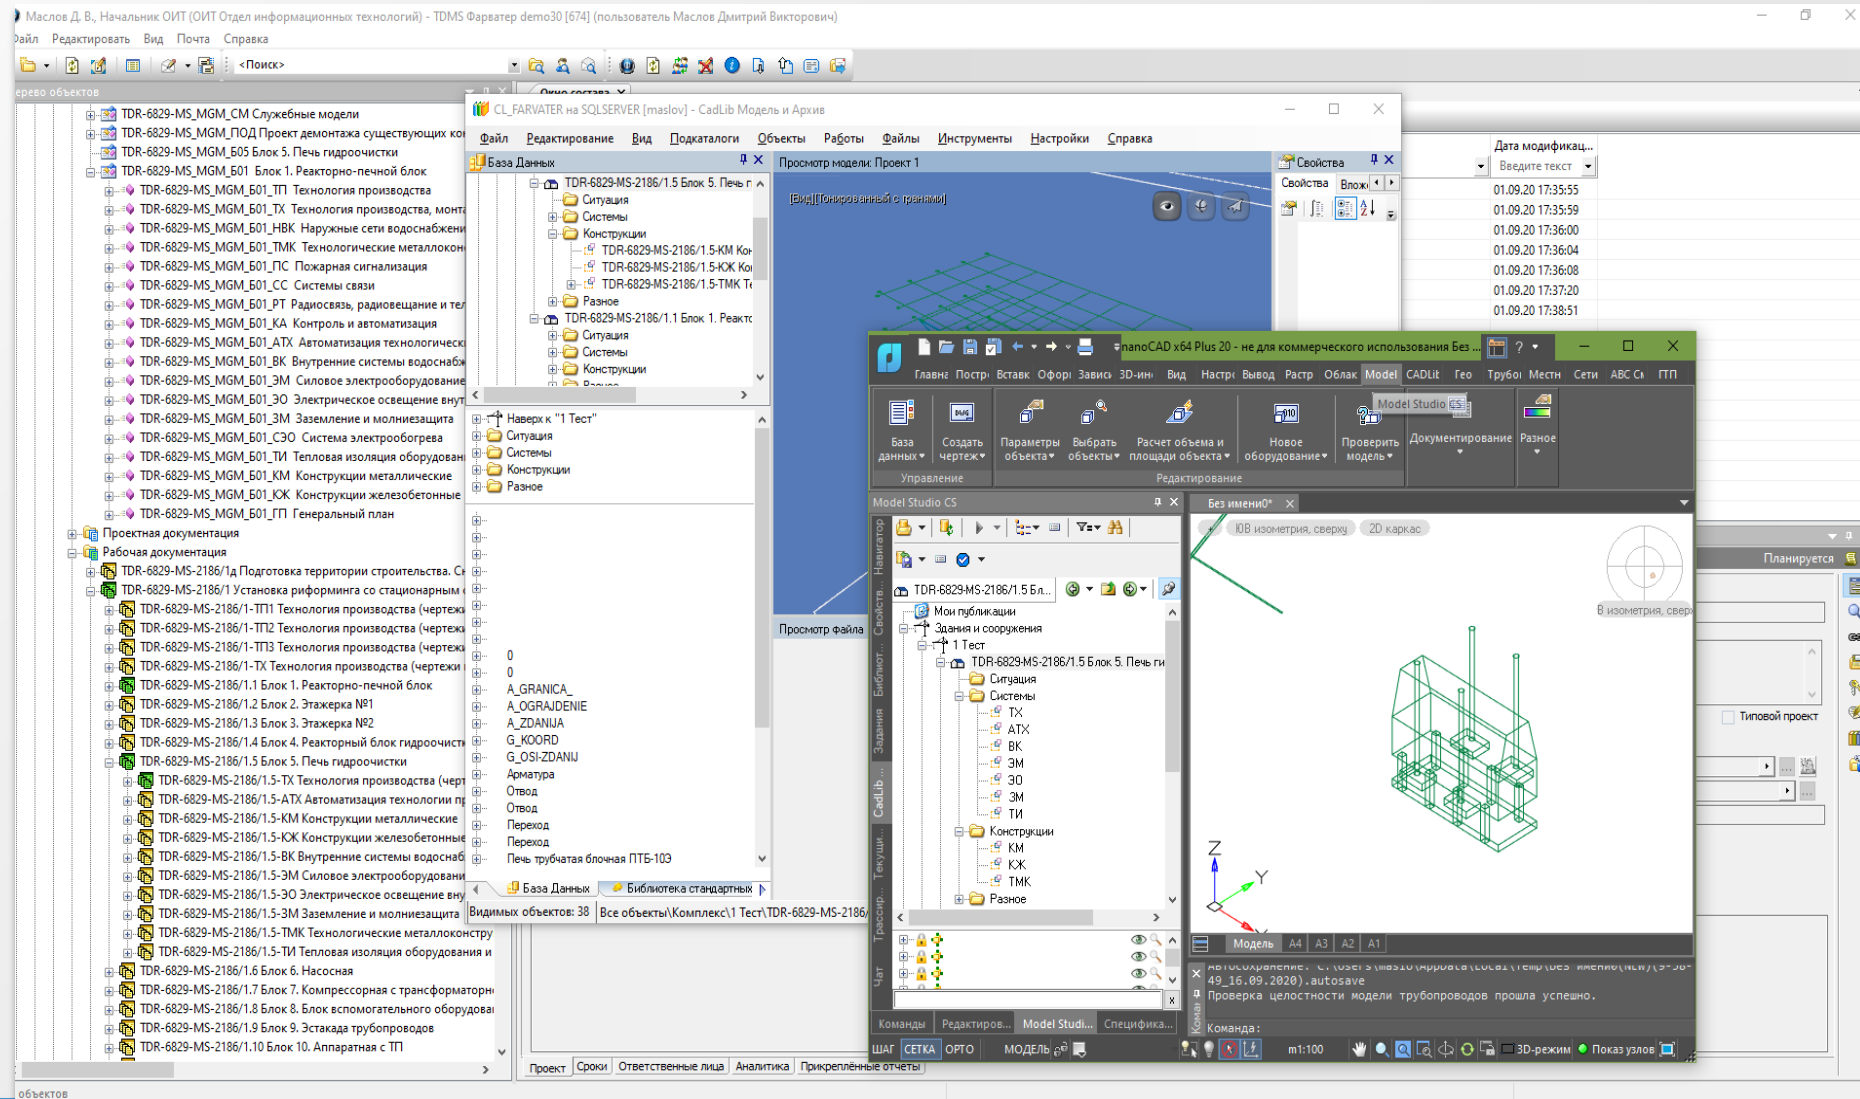 Маслов Д. В., Начальник ОИТ (ОИТ Отдел информационных технологий) - TDMS Фарватер demo30 [674] (пользователь Маслов Дмитрий Викторович)
Редактировать Вид Почта Справка
<Поиск>
TDR-6829-MS_MGM_СМ Служебные модели
TDR-6829-MS_MGM_ПОД Проект демонтажа существующих
TDR-6829-MS_MGM_Б05 Блок 5. Печь гидроочистки
TDR-6829-MS_MGM_Б01 Блок 1. Реакторно-печной блок
TDR-6829-MS_MGM_Б01_ТП Технология производства
TDR-6829-MS_MGM_Б01_ТХ Технология производства,
TDR-6829-MS_MGM_Б01_НВК Наружные сети
TDR-6829-MS_MGM_Б01_ТМК Технологические
TDR-6829-MS_MGM_Б01_ПС Пожарная сигнализация
TDR-6829-MS_MGM_Б01_СС Системы связи
TDR-6829-MS_MGM_Б01_РТ Радиосвязь, радиовещание и
TDR-6829-MS_MGM_Б01_КА Контроль и автоматизация
TDR-6829-MS_MGM_Б01_АТХ Автоматизация
TDR-6829-MS_MGM_Б01_ВК Внутренние системы
TDR-6829-MS_MGM_Б01_ЭМ Силовое электрооборудование
TDR-6829-MS_MGM_Б01_ЭО Электрическое освещение
TDR-6829-MS_MGM_Б01_ЗМ Заземление и молниезащита
TDR-6829-MS_MGM_Б01_СЭО Система электрообогрева
TDR-6829-MS_MGM_Б01_ТИ Тепловая изоляция
TDR-6829-MS_MGM_Б01_КМ Конструкции металлические
TDR-6829-MS_MGM_Б01_КЖ Конструкции железобетонные
TDR-6829-MS_MGM_Б01_ГП Генеральный план
Проектная документация
Рабочая документация
TDR-6829-MS-2186/1д Подготовка территории строительства.
TDR-6829-MS-2186/1 Установка риформинга со стационарным
TDR-6829-MS-2186/1-ТП1 Технология производства
TDR-6829-MS-2186/1-ТП2 Технология производства
TDR-6829-MS-2186/1-ТП3 Технология производства
TDR-6829-MS-2186/1-ТХ Технология производства
TDR-6829-MS-2186/1.1 Блок 1. Реакторно-печной блок
TDR-6829-MS-2186/1.2 Блок 2. Этажерка №1
TDR-6829-MS-2186/1.3 Блок 3. Этажерка №2
TDR-6829-MS-2186/1.4 Блок 4. Реакторный блок
TDR-6829-MS-2186/1.5 Блок 5. Печь гидроочистки
TDR-6829-MS-2186/1.5-ТХ Технология производства
TDR-6829-MS-2186/1.5-АТХ Автоматизация технологии
TDR-6829-MS-2186/1.5-КМ Конструкции металлические
TDR-6829-MS-2186/1.5-КЖ Конструкции железобетонные
TDR-6829-MS-2186/1.5-ВК Внутренние системы
TDR-6829-MS-2186/1.5-ЭМ Силовое
TDR-6829-MS-2186/1.5-ЭО Электрическое освещение
TDR-6829-MS-2186/1.5-ЗМ Заземление и молниезащита
TDR-6829-MS-2186/1.5-ТМК Технологические металлоконстру
TDR-6829-MS-2186/1.5-ТИ Тепловая изоляция оборудования и
TDR-6829-MS-2186/1.6 Блок 6. Насосная
TDR-6829-MS-2186/1.7 Блок 7. Компрессорная с
TDR-6829-MS-2186/1.8 Блок 8. Блок вспомогательного
TDR-6829-MS-2186/1.9 Блок 9. Эстакада трубопроводов
TDR-6829-MS-2186/1.10 Блок 10. Аппаратная с ТП
объектов
CL_FARVATER на SQLSERVER [maslov] - CadLib Модель и Архив
Файл Редактирование Вид Подкаталоги Объекты Работы Файлы Инструменты Настройки Справка
База Данных
TDR-6829-MS-2186/1.5 Блок 5. Печь г
Ситуация
Системы
Конструкции
TDR-6829-MS-2186/1.5-КМ
TDR-6829-MS-2186/1.5-КЖ
TDR-6829-MS-2186/1.5-ТМК
Разное
TDR-6829-MS-2186/1.1 Блок 1.
Ситуация
Системы
Конструкции
Наверх к "1 Тест"
Ситуация
Системы
Конструкции
Разное
0
0
A_GRANICA_
A_OGRAJDENIE
A_ZDANIJA
G_KOORD
G_OSI-ZDANIJ
Арматура
Отвод
Отвод
Переход
Переход
Печь трубчатая блочная ПТБ-10Э
База Данных Библиотека стандартных
Видимых объектов: 38 Все объекты\Комплекс\1 Тест\TDR-6829-MS-2186/
Просмотр модели: Проект 1
[Вид][Тонированный с гранями]
Просмотр файла
Свойства
Свойства Влож
Дата модификац...
Введите текст
01.09.20 17:35:55
01.09.20 17:35:59
01.09.20 17:36:00
01.09.20 17:36:04
01.09.20 17:36:08
01.09.20 17:37:20
01.09.20 17:38:51
Планируется
Типовой проект
Проект Сроки Ответственные лица Аналитика Прикреплённые отчеты
nanoCAD x64 Plus 20 - не для коммерческого использования Без ...
Главна Постр Вставк Офор Зависи 3D-ин Вид Настр Вывод Растр Облак Model CADLib Гео Трубо Местн Сети
Model Studio CS
База данных
Создать чертеж
Параметры объекта
Выбрать объекты
Расчет объема и площади объекта
Новое оборудование
Проверить модель
Документирование
Разное
Управление Редактирование
Model Studio CS
Навигатор
Свойств...
Библиот...
Задания
CadLib ...
Текущи...
Трассир...
Чат
TDR-6829-MS-2186/1.5 Бл...
Мои публикации
Здания и сооружения
1 Тест
TDR-6829-MS-2186/1.5 Блок 5. Печь ги
Ситуация
Системы
ТХ
АТХ
ВК
ЭМ
ЭО
ЗМ
ТИ
Конструкции
КМ
КЖ
ТМК
Разное
Команды Редактиров... Model Studi... Специфика...
Без имени0*
ЮВ изометрия, сверху 2D каркас
В изометрия, сверх
Z
Y
Модель А4 А3 А2 А1
49_16.09.2020).autosave
Проверка целостности модели трубопроводов прошла успешно.
Команда:
ШАГ СЕТКА ОРТО МОДЕЛЬ m1:100 3D-режим Показ узлов